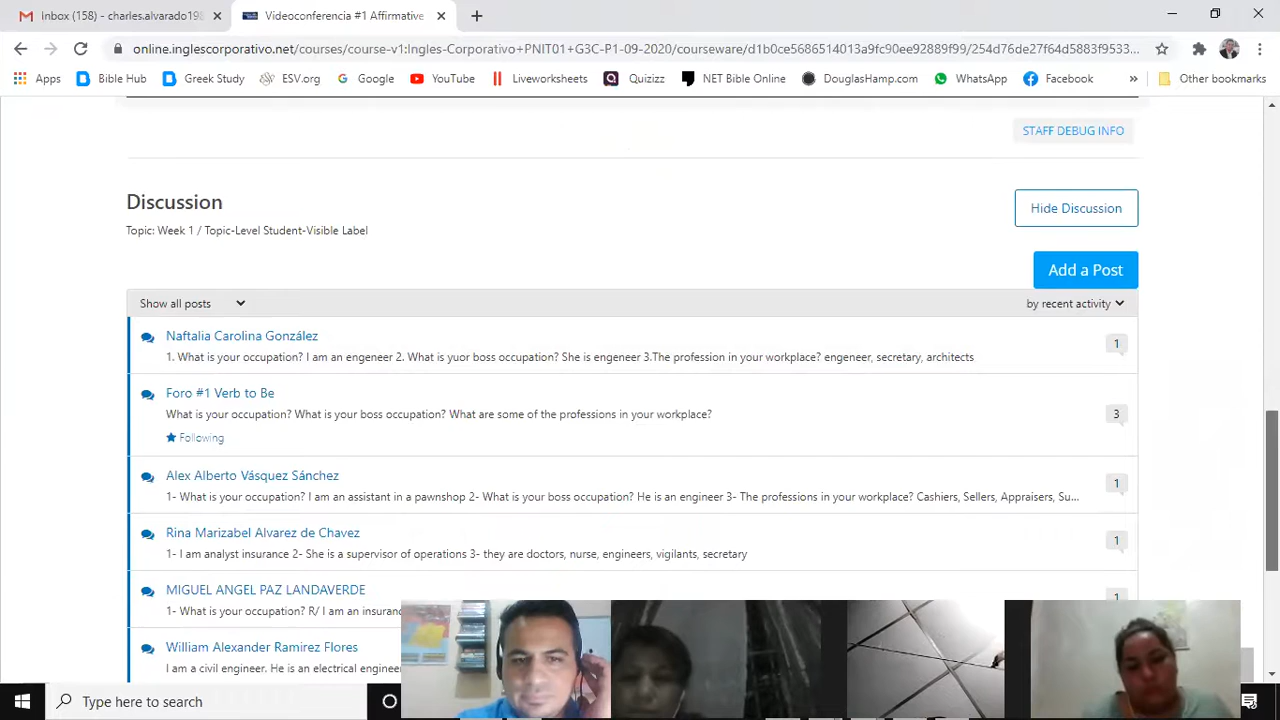 Inbox (158) - charles.alvarado198
Videoconferencia #1 Affirmative
online.inglescorporativo.net/courses/course-v1:Ingles-Corporativo+PNIT01+G3C-P1-09-2020/courseware/d1b0ce5686514013a9fc90ee92889f99/254d76de27f64d5883f9533...
Apps Bible Hub Greek Study ESV.org Google YouTube Liveworksheets Quizizz NET Bible Online DouglasHamp.com WhatsApp Facebook » Other bookmarks
STAFF DEBUG INFO
Discussion
Hide Discussion
Topic: Week 1 / Topic-Level Student-Visible Label
Add a Post
Show all posts by recent activity
Naftalia Carolina González
1. What is your occupation? I am an engeneer 2. What is yuor boss occupation? She is engeneer 3.The profession in your workplace? engeneer, secretary, architects
1
Foro #1 Verb to Be
What is your occupation? What is your boss occupation? What are some of the professions in your workplace?
3
Following
Alex Alberto Vásquez Sánchez
1- What is your occupation? I am an assistant in a pawnshop 2- What is your boss occupation? He is an engineer 3- The professions in your workplace? Cashiers, Sellers, Appraisers, Su...
1
Rina Marizabel Alvarez de Chavez
1- I am analyst insurance 2- She is a supervisor of operations 3- they are doctors, nurse, engineers, vigilants, secretary
1
MIGUEL ANGEL PAZ LANDAVERDE
1- What is your occupation? R/ I am an insuranc
1
William Alexander Ramirez Flores
I am a civil engineer. He is an electrical enginee
Type here to search